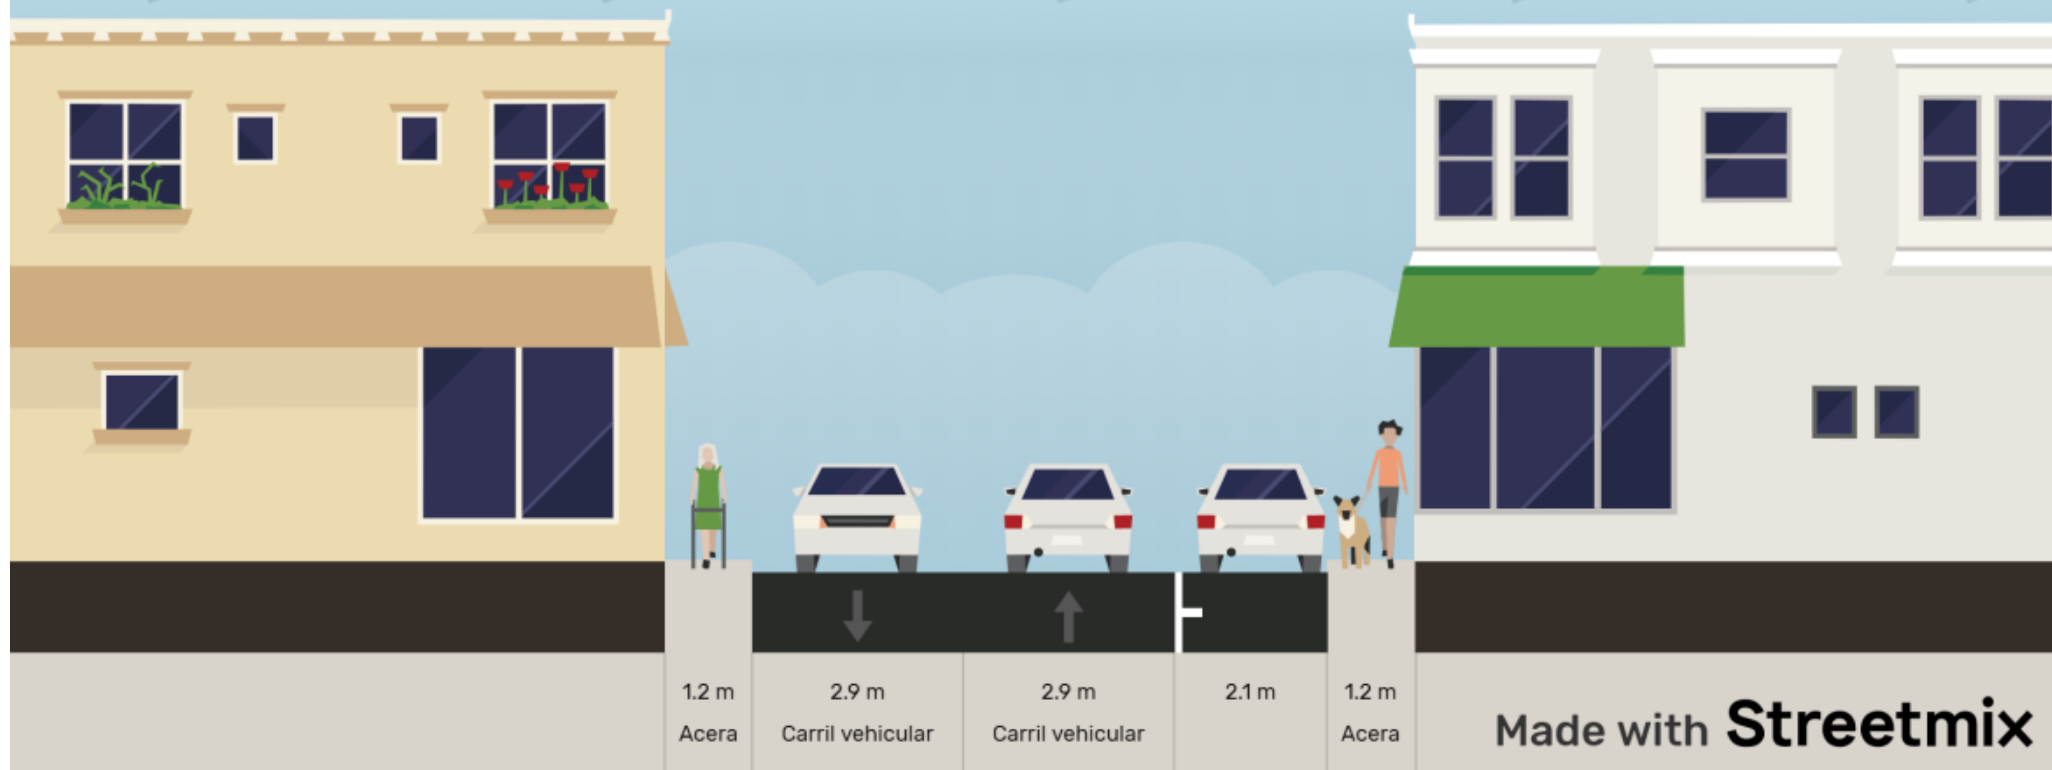 1.2 m
Acera
2.9 m
Carril vehicular
2.9 m
Carril vehicular
2.1 m
1.2 m
Acera
Made with Streetmix